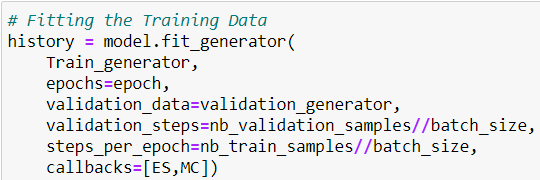 # Fitting the Training Data
history = model.fit_generator(
    Train_generator,
    epochs=epoch,
    validation_data=validation_generator,
    validation_steps=nb_validation_samples//batch_size,
    steps_per_epoch=nb_train_samples//batch_size,
    callbacks=[ES,MC])